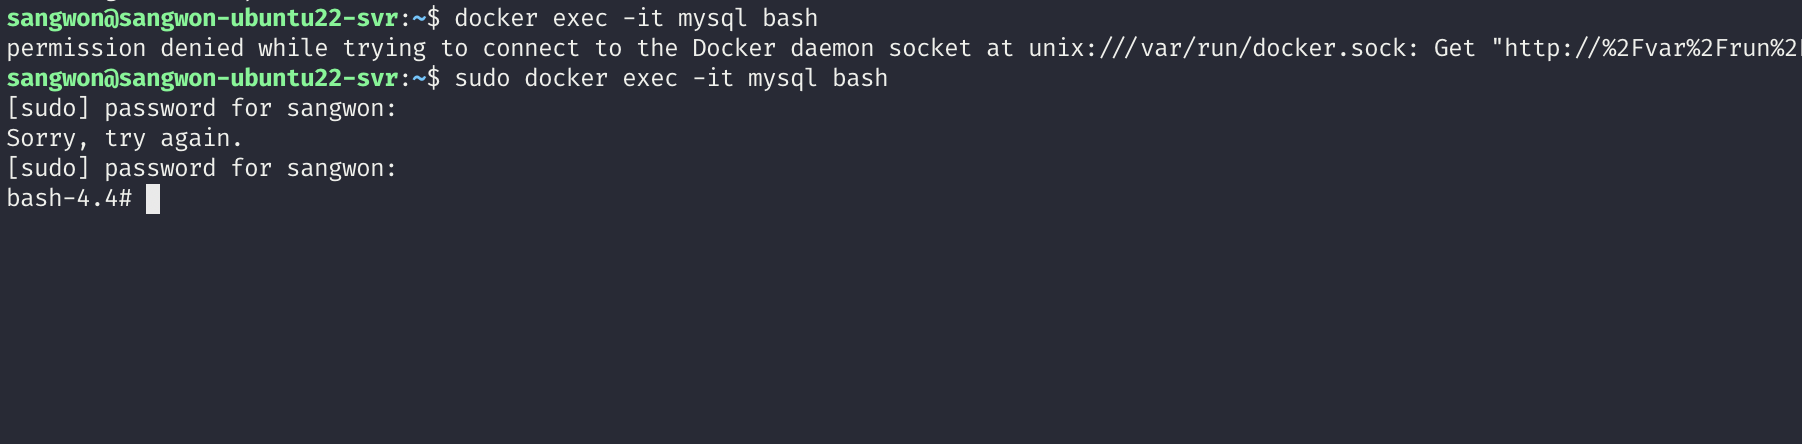 sangwon@sangwon-ubuntu22-svr:~$ docker exec -it mysql bash
permission denied while trying to connect to the Docker daemon socket at unix:///var/run/docker.sock: Get "http://%2Fvar%2Frun%2
sangwon@sangwon-ubuntu22-svr:~$ sudo docker exec -it mysql bash
[sudo] password for sangwon:
Sorry, try again.
[sudo] password for sangwon:
bash-4.4#